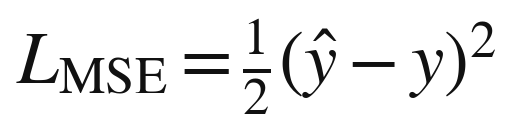 L_MSE = ½(ŷ − y)²